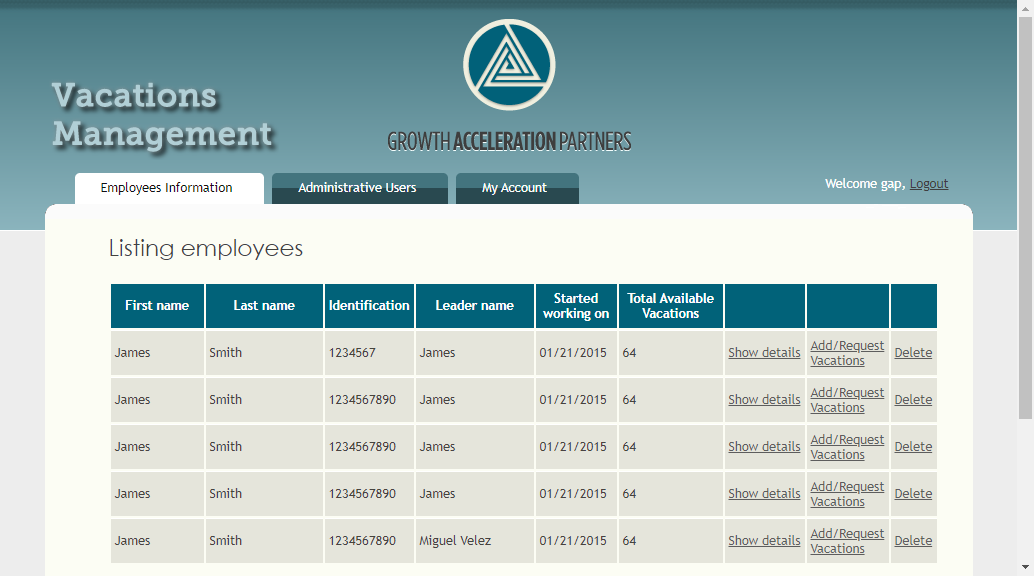 Vacations
Management
GROWTH ACCELERATION PARTNERS
Employees Information Administrative Users My Account Welcome gap, Logout
Listing employees
First name Last name Identification Leader name Started working on Total Available Vacations
James Smith 1234567 James 01/21/2015 64 Show details Add/Request Vacations Delete
James Smith 1234567890 James 01/21/2015 64 Show details Add/Request Vacations Delete
James Smith 1234567890 James 01/21/2015 64 Show details Add/Request Vacations Delete
James Smith 1234567890 James 01/21/2015 64 Show details Add/Request Vacations Delete
James Smith 1234567890 Miguel Velez 01/21/2015 64 Show details Add/Request Vacations Delete